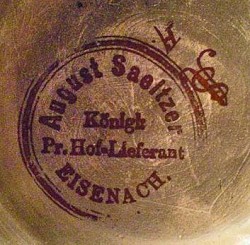 August Saeltzer
Königl.
Pr. Hof-Lieferant
EISENACH.
H